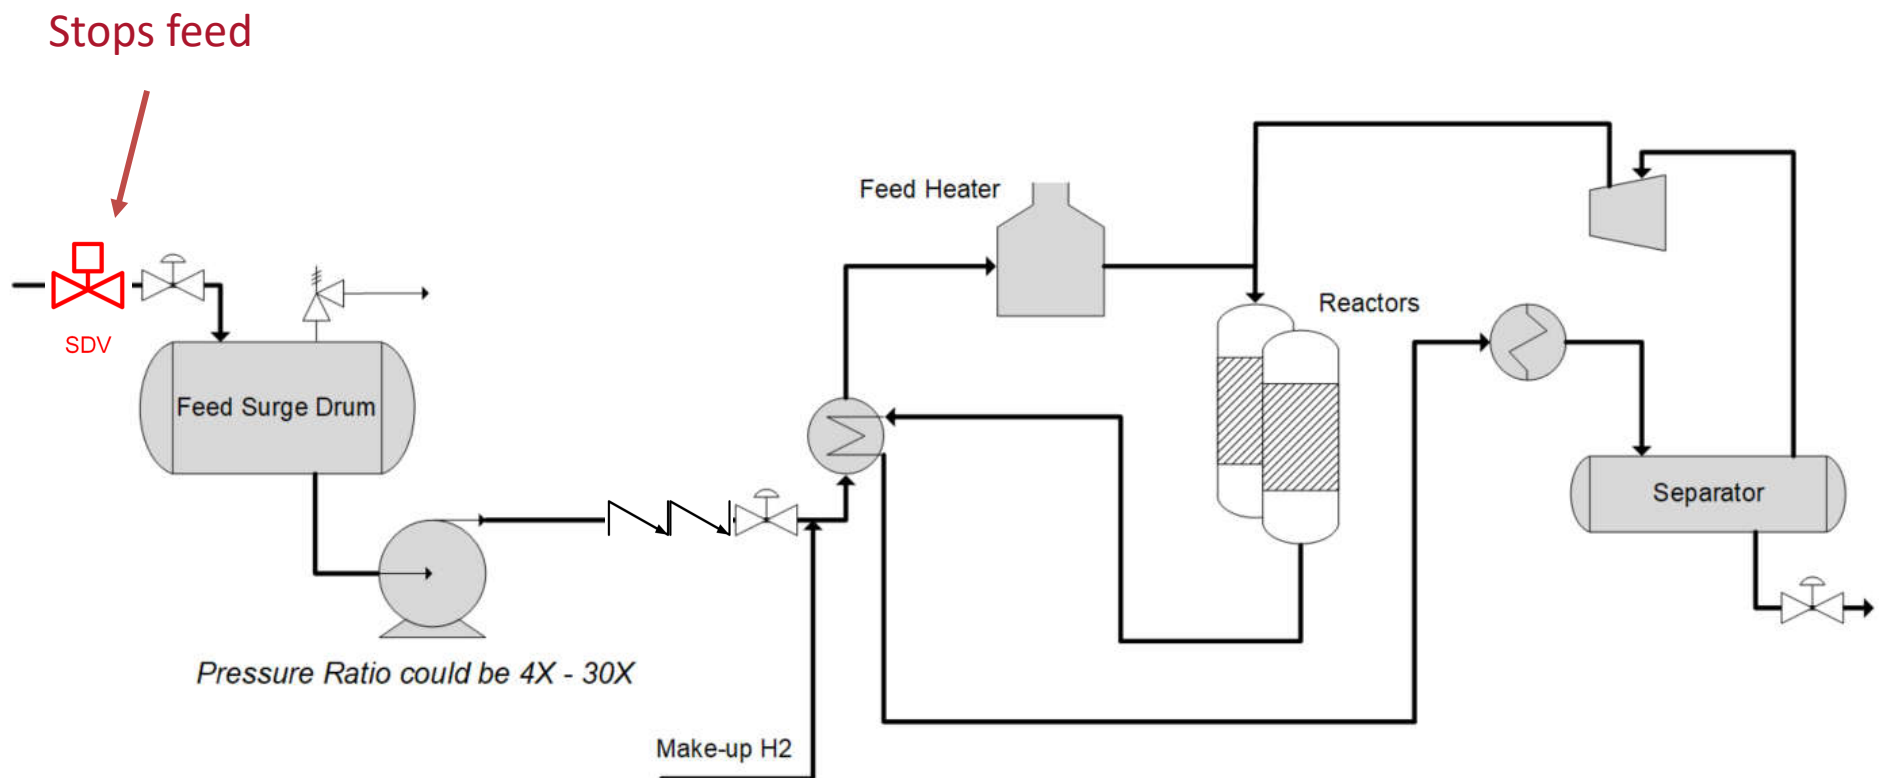 Stops feed
Feed Heater
Reactors
SDV
Feed Surge Drum
Separator
Pressure Ratio could be 4X - 30X
Make-up H2